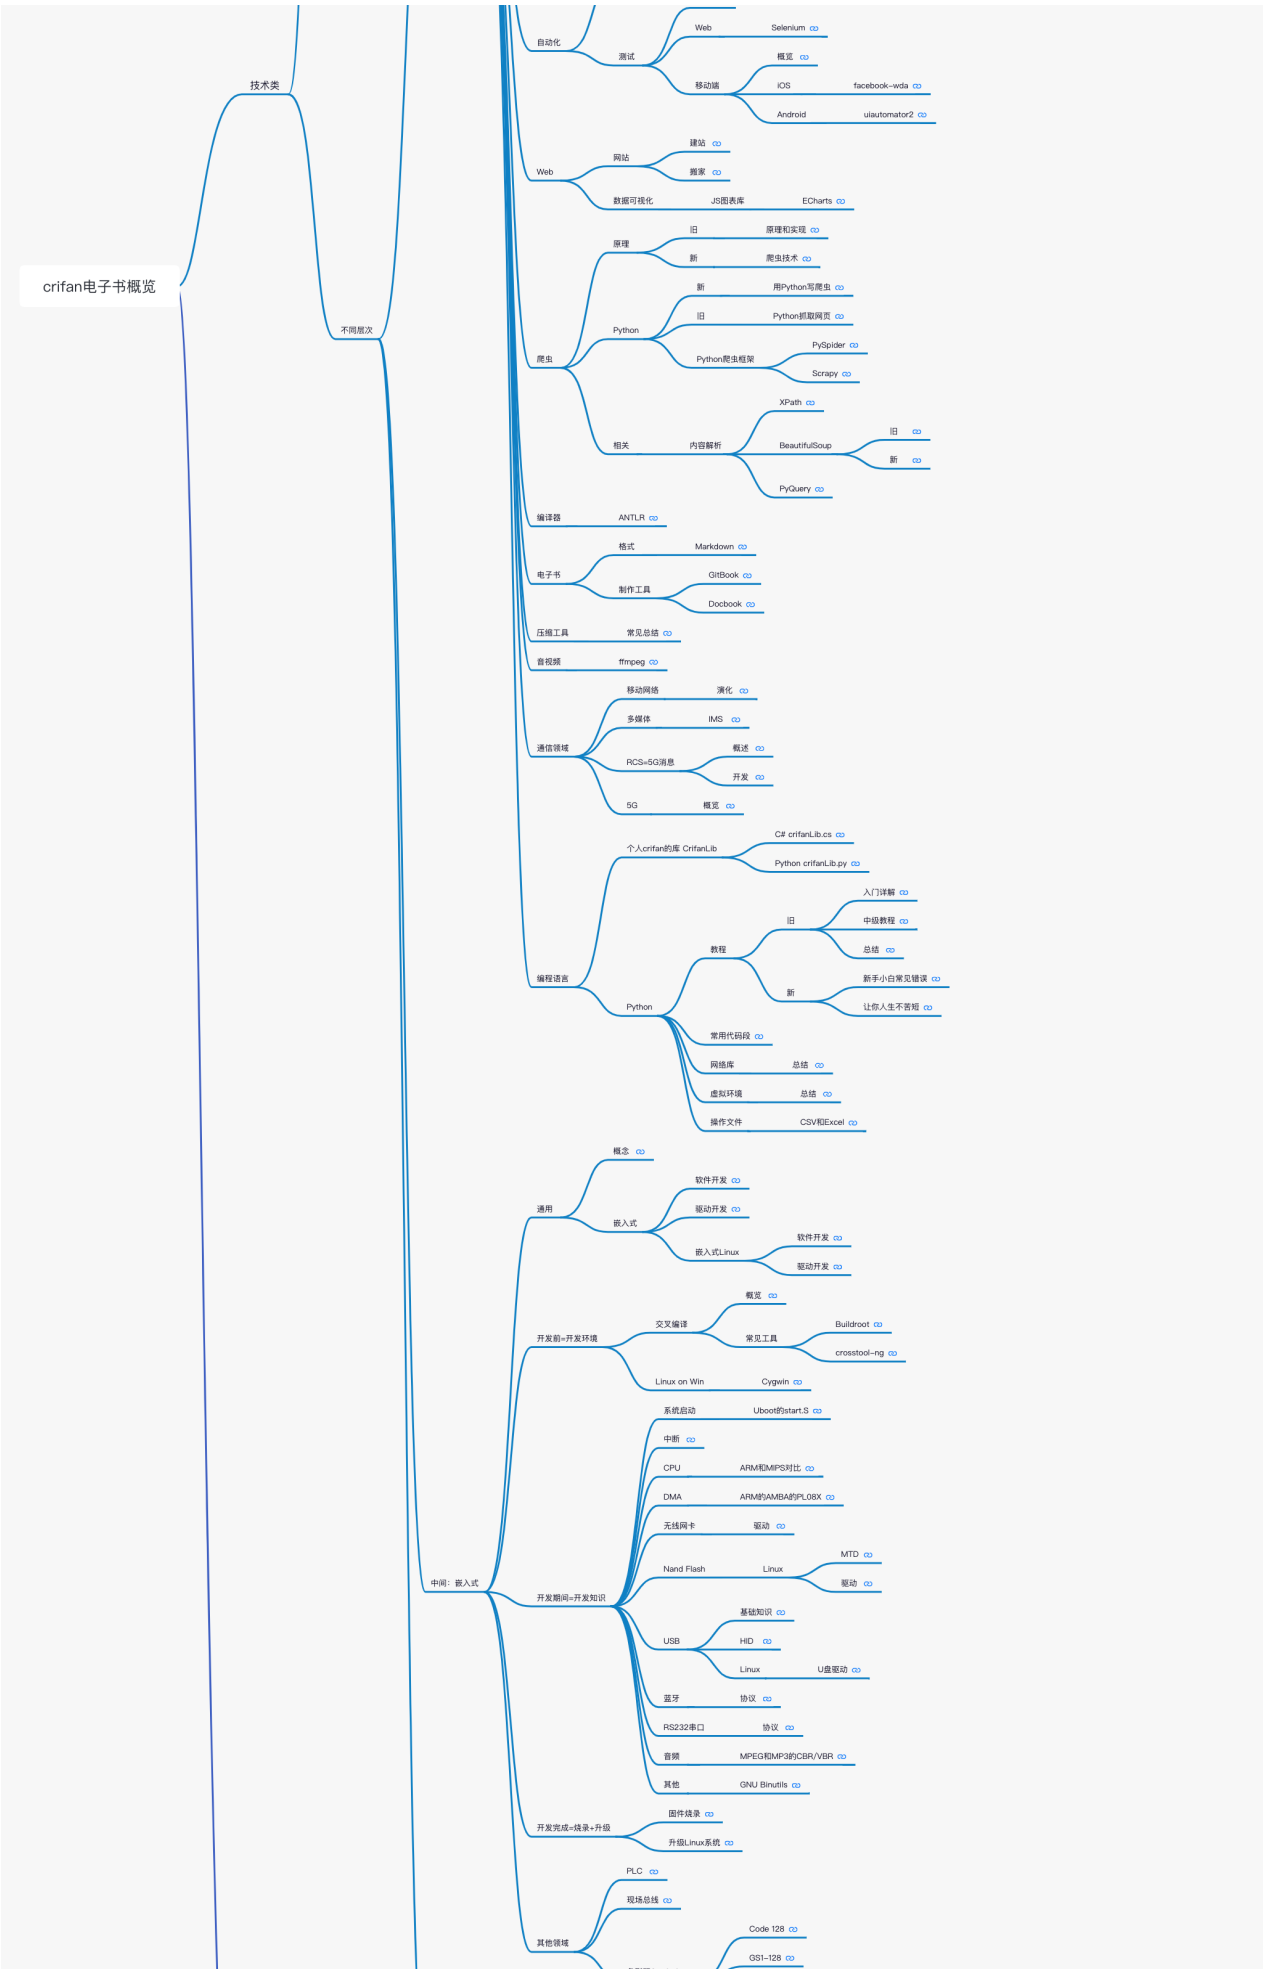 Web
Selenium
自动化
测试
概览
移动端
iOS
facebook-wda
技术类
Android
uiautomator2
建站
网站
Web
搬家
数据可视化
JS图表库
ECharts
旧
原理和实现
原理
新
爬虫技术
crifan电子书概览
新
用Python写爬虫
旧
Python抓取网页
不同层次
Python
PySpider
爬虫
Python爬虫框架
Scrapy
XPath
旧
相关
内容解析
BeautifulSoup
新
PyQuery
编译器
ANTLR
格式
Markdown
电子书
GitBook
制作工具
Docbook
压缩工具
常见总结
音视频
ffmpeg
移动网络
演化
多媒体
IMS
通信领域
概述
RCS=5G消息
开发
5G
概览
C# crifanLib.cs
个人crifan的库 CrifanLib
Python crifanLib.py
入门详解
旧
中级教程
教程
总结
编程语言
新手小白常见错误
新
Python
让你人生不苦短
常用代码段
网络库
总结
虚拟环境
总结
操作文件
CSV和Excel
概念
软件开发
通用
驱动开发
嵌入式
软件开发
嵌入式Linux
驱动开发
概览
交叉编译
Buildroot
开发前=开发环境
常见工具
crosstool-ng
Linux on Win
Cygwin
系统启动
Uboot的start.S
中断
CPU
ARM和MIPS对比
DMA
ARM的AMBA的PL08X
无线网卡
驱动
MTD
Nand Flash
Linux
中间：嵌入式
驱动
开发期间=开发知识
基础知识
USB
HID
Linux
U盘驱动
蓝牙
协议
RS232串口
协议
音频
MPEG和MP3的CBR/VBR
其他
GNU Binutils
固件烧录
开发完成=烧录+升级
升级Linux系统
PLC
现场总线
Code 128
其他领域
GS1-128